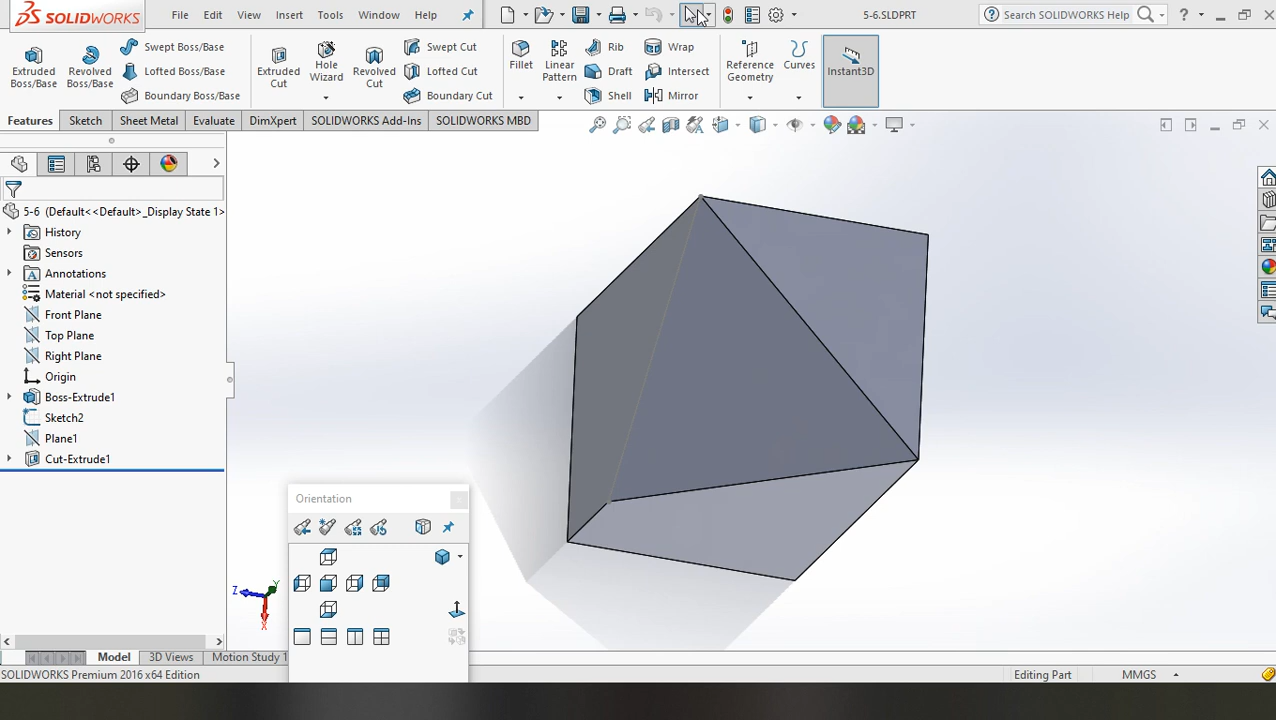 SOLIDWORKS File Edit View Insert Tools Window Help 5-6.SLDPRT Search SOLIDWORKS Help ?
Extruded Boss/Base
Revolved Boss/Base
Swept Boss/Base
Lofted Boss/Base
Boundary Boss/Base
Extruded Cut
Hole Wizard
Revolved Cut
Swept Cut
Lofted Cut
Boundary Cut
Fillet
Linear Pattern
Rib
Draft
Shell
Wrap
Intersect
Mirror
Reference Geometry
Curves
Instant3D
Features Sketch Sheet Metal Evaluate DimXpert SOLIDWORKS Add-Ins SOLIDWORKS MBD
5-6 (Default<<Default>_Display State 1>
History
Sensors
A Annotations
Material <not specified>
Front Plane
Top Plane
Right Plane
Origin
Boss-Extrude1
Sketch2
Plane1
Cut-Extrude1
Orientation
Z Y X
Model 3D Views Motion Study 1
SOLIDWORKS Premium 2016 x64 Edition Editing Part MMGS